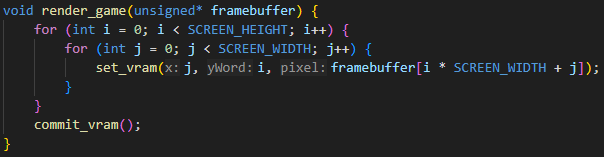 void render_game(unsigned* framebuffer) {
    for (int i = 0; i < SCREEN_HEIGHT; i++) {
        for (int j = 0; j < SCREEN_WIDTH; j++) {
            set_vram(x: j, yWord: i, pixel: framebuffer[i * SCREEN_WIDTH + j]);
        }
    }
    commit_vram();
}